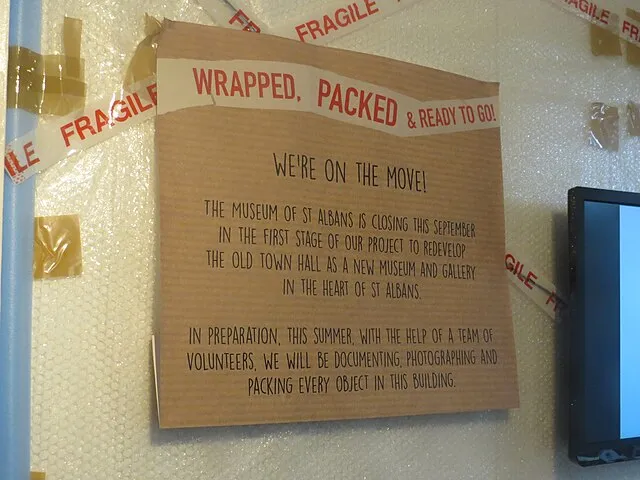 FRAGILE
FRAGILE
FRAGILE
ILE FRAGILE
WRAPPED, PACKED & READY TO GO!
WE'RE ON THE MOVE!
THE MUSEUM OF ST ALBANS IS CLOSING THIS SEPTEMBER
IN THE FIRST STAGE OF OUR PROJECT TO REDEVELOP
THE OLD TOWN HALL AS A NEW MUSEUM AND GALLERY
IN THE HEART OF ST ALBANS.
IN PREPARATION, THIS SUMMER, WITH THE HELP OF A TEAM OF
VOLUNTEERS, WE WILL BE DOCUMENTING, PHOTOGRAPHING AND
PACKING EVERY OBJECT IN THIS BUILDING.
GILE FR